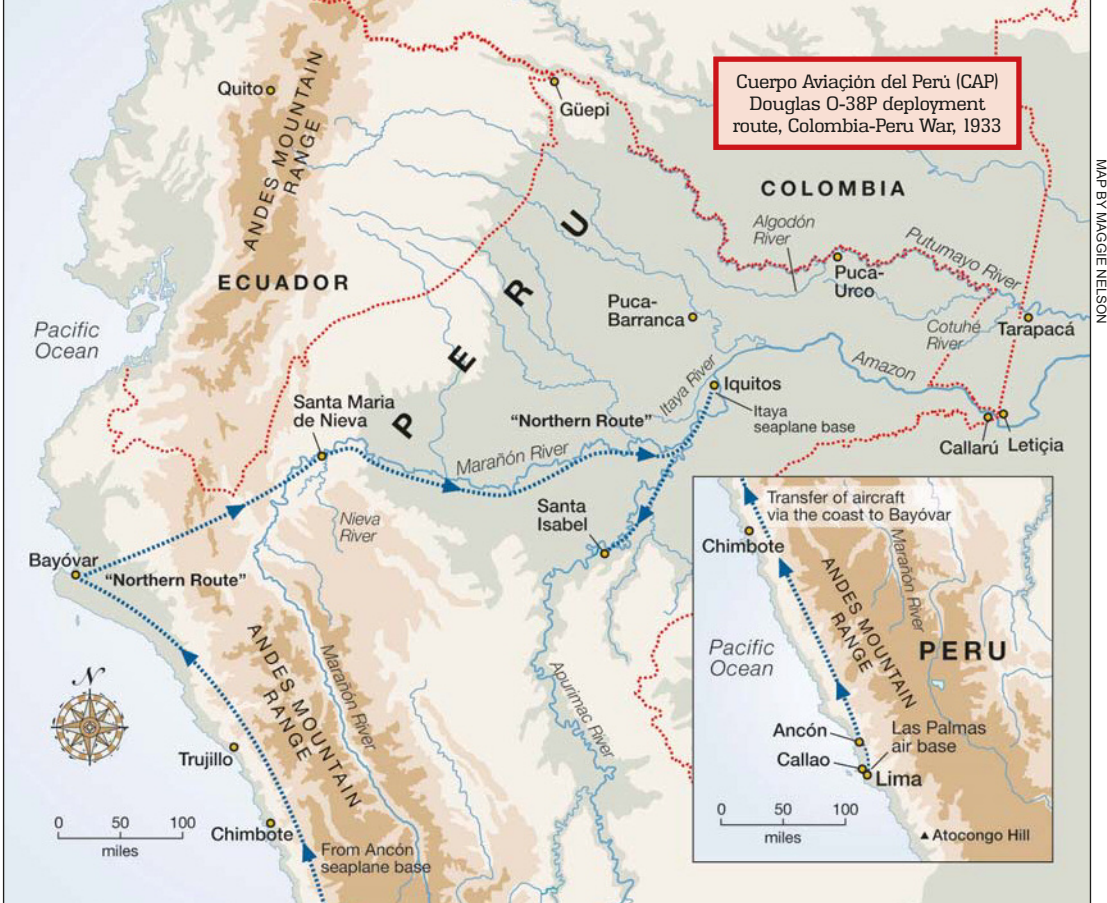 Cuerpo Aviaçión del Perú (CAP)
Douglas O-38P deployment
route, Colombia-Peru War, 1933
MAP BY MAGGIE NELSON
Quito
ANDES MOUNTAIN
RANGE
Güepi
COLOMBIA
Algodón
River
Putumayo River
ECUADOR
PERU
Puca-
Urco
Puca-
Barranca
Pacific
Ocean
Cotuhé
River
Tarapacá
Amazon
Itaya River
Iquitos
Santa Maria
de Nieva
"Northern Route"
Itaya
seaplane base
Callarú
Letiçia
Marañón River
Santa
Isabel
Nieva
River
Bayóvar
"Northern Route"
ANDES MOUNTAIN
RANGE
Marañón River
Apurimac River
N
Trujillo
Chimbote
0 50 100
miles
From Ancón
seaplane base
Transfer of aircraft
via the coast to Bayóvar
Chimbote
Marañón River
ANDES MOUNTAIN
RANGE
Pacific
Ocean
PERU
Ancón
Las Palmas
air base
Callao
Lima
0 50 100
miles
Atocongo Hill